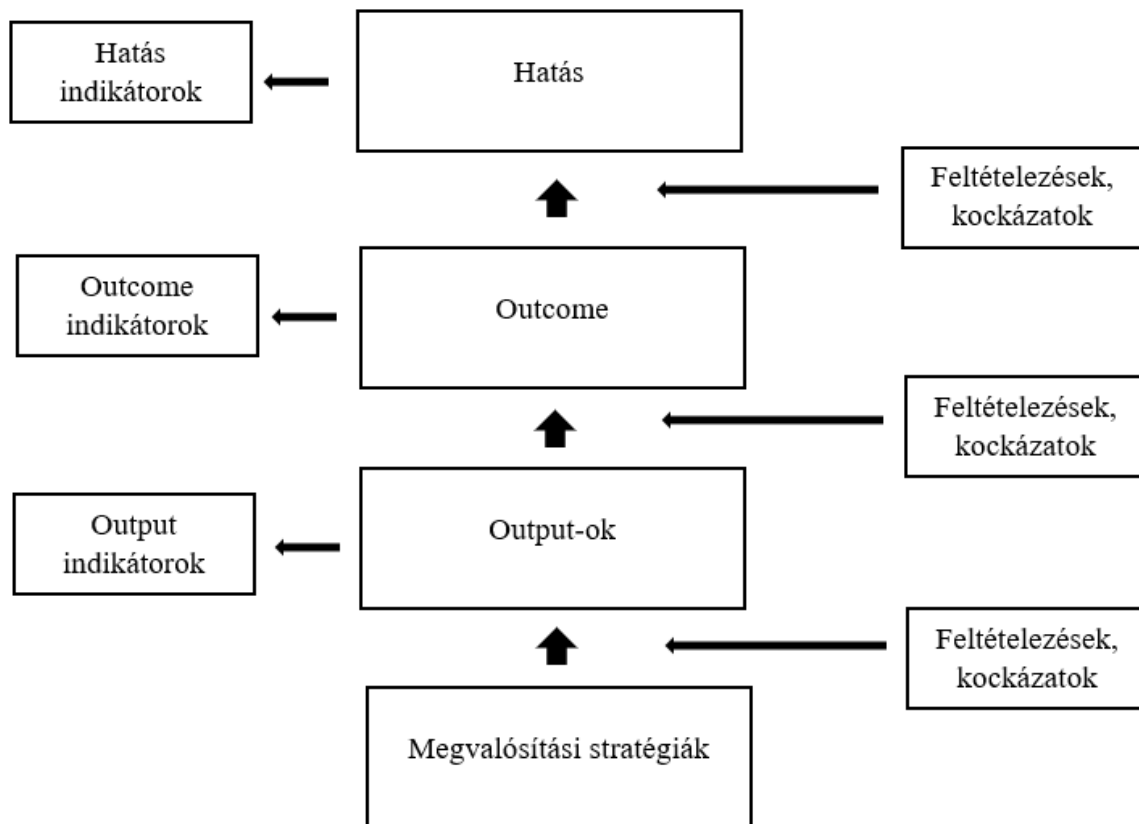 Hatás
indikátorok
Hatás
Feltételezések,
kockázatok
Outcome
indikátorok
Outcome
Feltételezések,
kockázatok
Output
indikátorok
Output-ok
Feltételezések,
kockázatok
Megvalósítási stratégiák